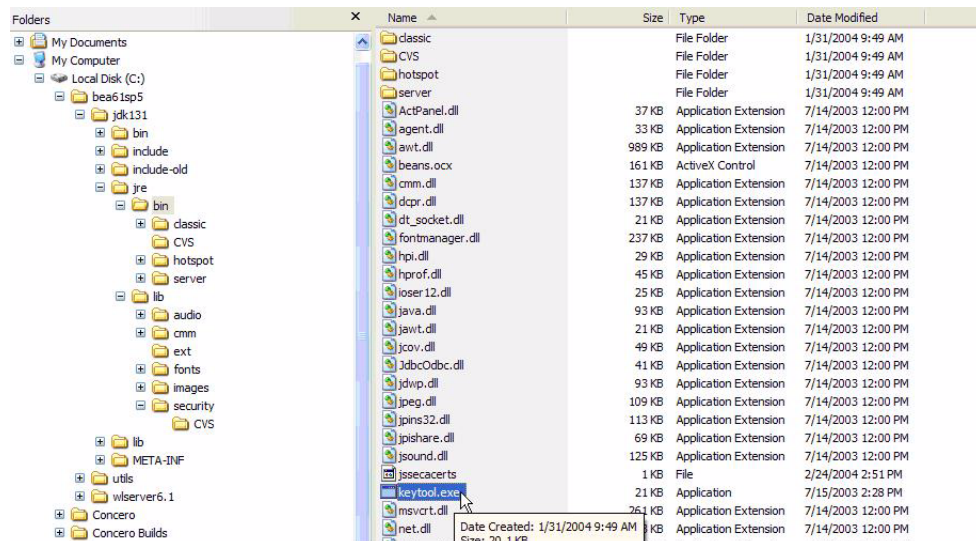 Folders × Name Size Type Date Modified
My Documents
My Computer
Local Disk (C:)
bea61sp5
jdk131
bin
include
include-old
jre
bin
classic
CVS
hotspot
server
lib
audio
cmm
ext
fonts
images
security
CVS
lib
META-INF
utils
wlserver6.1
Concero
Concero Builds
classic File Folder 1/31/2004 9:49 AM
CVS File Folder 1/31/2004 9:49 AM
hotspot File Folder 1/31/2004 9:49 AM
server File Folder 1/31/2004 9:49 AM
ActPanel.dll 37 KB Application Extension 7/14/2003 12:00 PM
agent.dll 33 KB Application Extension 7/14/2003 12:00 PM
awt.dll 989 KB Application Extension 7/14/2003 12:00 PM
beans.ocx 161 KB ActiveX Control 7/14/2003 12:00 PM
cmm.dll 137 KB Application Extension 7/14/2003 12:00 PM
dcpr.dll 137 KB Application Extension 7/14/2003 12:00 PM
dt_socket.dll 21 KB Application Extension 7/14/2003 12:00 PM
fontmanager.dll 237 KB Application Extension 7/14/2003 12:00 PM
hpi.dll 29 KB Application Extension 7/14/2003 12:00 PM
hprof.dll 45 KB Application Extension 7/14/2003 12:00 PM
ioser12.dll 25 KB Application Extension 7/14/2003 12:00 PM
java.dll 93 KB Application Extension 7/14/2003 12:00 PM
jawt.dll 21 KB Application Extension 7/14/2003 12:00 PM
jcov.dll 49 KB Application Extension 7/14/2003 12:00 PM
JdbcOdbc.dll 41 KB Application Extension 7/14/2003 12:00 PM
jdwp.dll 93 KB Application Extension 7/14/2003 12:00 PM
jpeg.dll 109 KB Application Extension 7/14/2003 12:00 PM
jpins32.dll 113 KB Application Extension 7/14/2003 12:00 PM
jpishare.dll 69 KB Application Extension 7/14/2003 12:00 PM
jsound.dll 125 KB Application Extension 7/14/2003 12:00 PM
jssecacerts 1 KB File 2/24/2004 2:51 PM
keytool.exe 21 KB Application 7/15/2003 2:28 PM
msvcrt.dll 261 KB Application Extension 7/14/2003 12:00 PM
net.dll KB Application Extension 7/14/2003 12:00 PM
Date Created: 1/31/2004 9:49 AM
Size: 20.1 KB